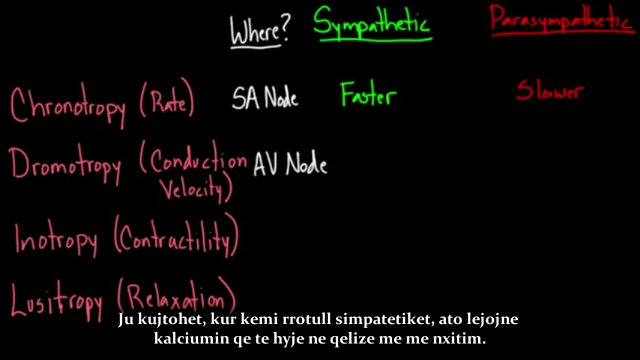 Where? Sympathetic Parasympathetic
Chronotropy (Rate) SA Node Faster Slower
Dromotropy (Conduction Velocity) AV Node
Inotropy (Contractility)
Lusitropy (Relaxation)
Ju kujtohet, kur kemi rrotull simpatetiket, ato lejojne
kalciumin qe te hyje ne qelize me me nxitim.